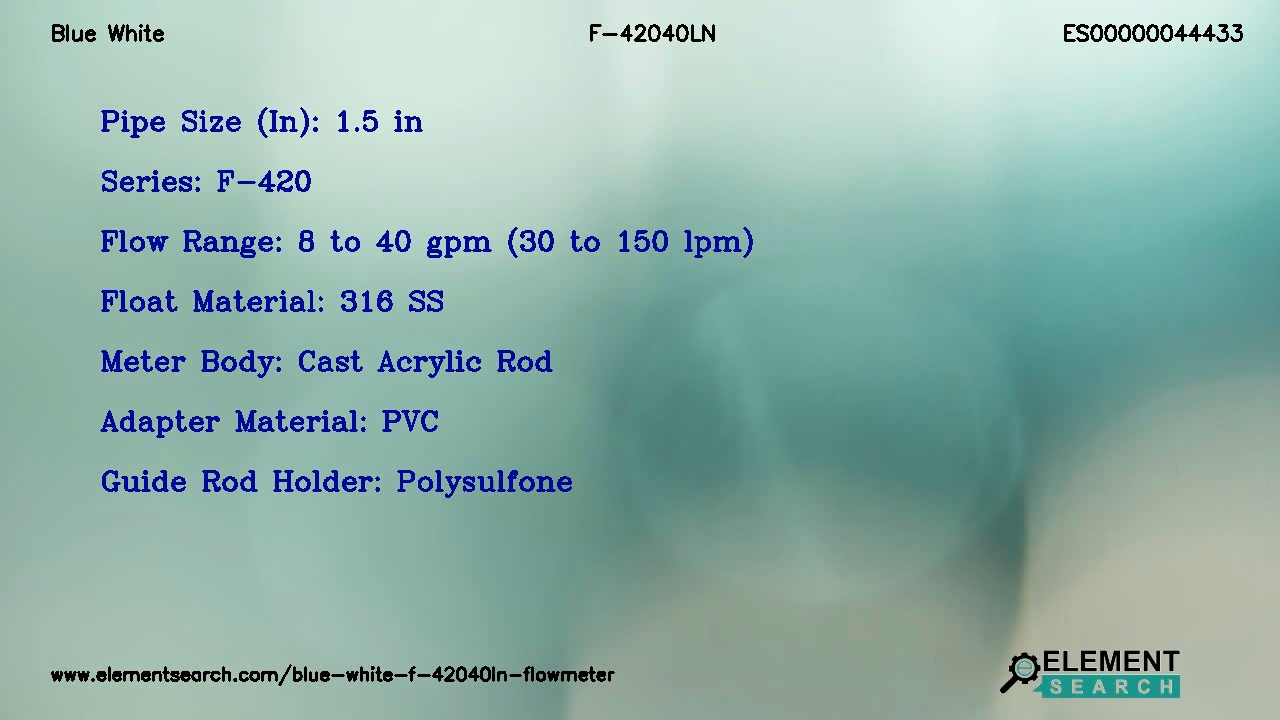 Blue White F-42040LN ES00000044433
Pipe Size (In): 1.5 in
Series: F-420
Flow Range: 8 to 40 gpm (30 to 150 lpm)
Float Material: 316 SS
Meter Body: Cast Acrylic Rod
Adapter Material: PVC
Guide Rod Holder: Polysulfone
www.elementsearch.com/blue-white-f-42040ln-flowmeter
ELEMENT
SEARCH